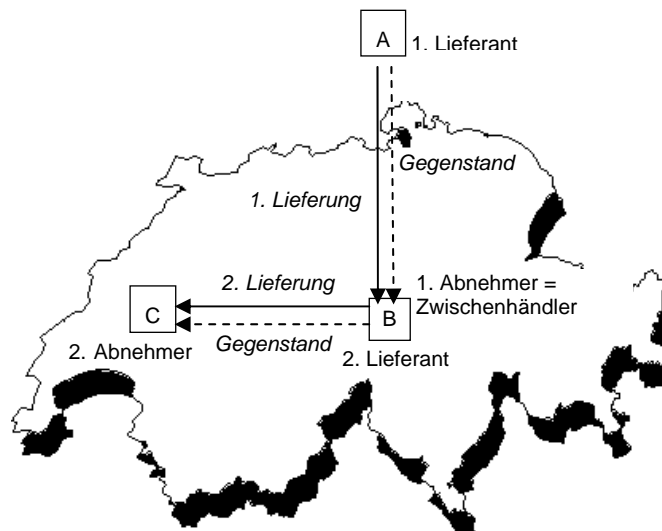 A
1. Lieferant
Gegenstand
1. Lieferung
2. Lieferung
1. Abnehmer =
Zwischenhändler
C
B
Gegenstand
2. Abnehmer
2. Lieferant